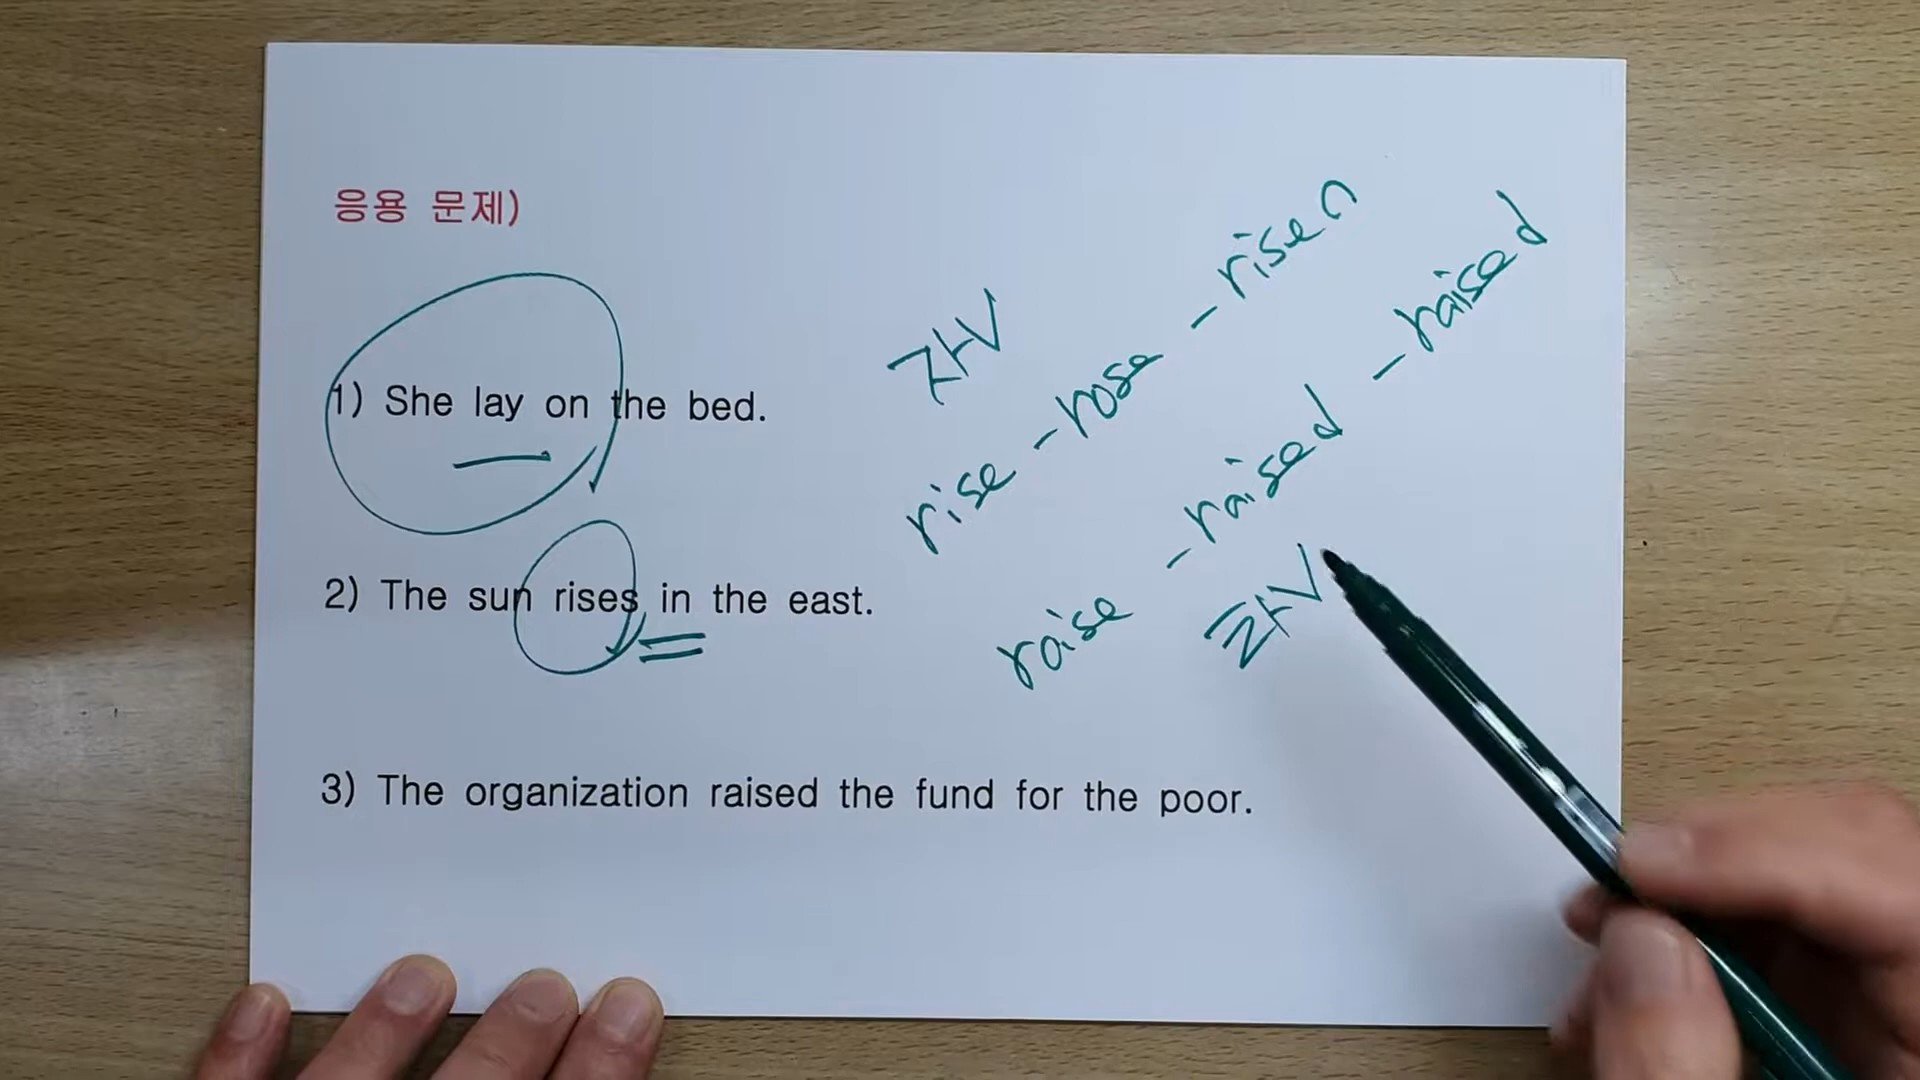 응용 문제)
1) She lay on the bed.
자V
rise - rose - risen
2) The sun rises in the east.
raise - raised - raised
타V
3) The organization raised the fund for the poor.